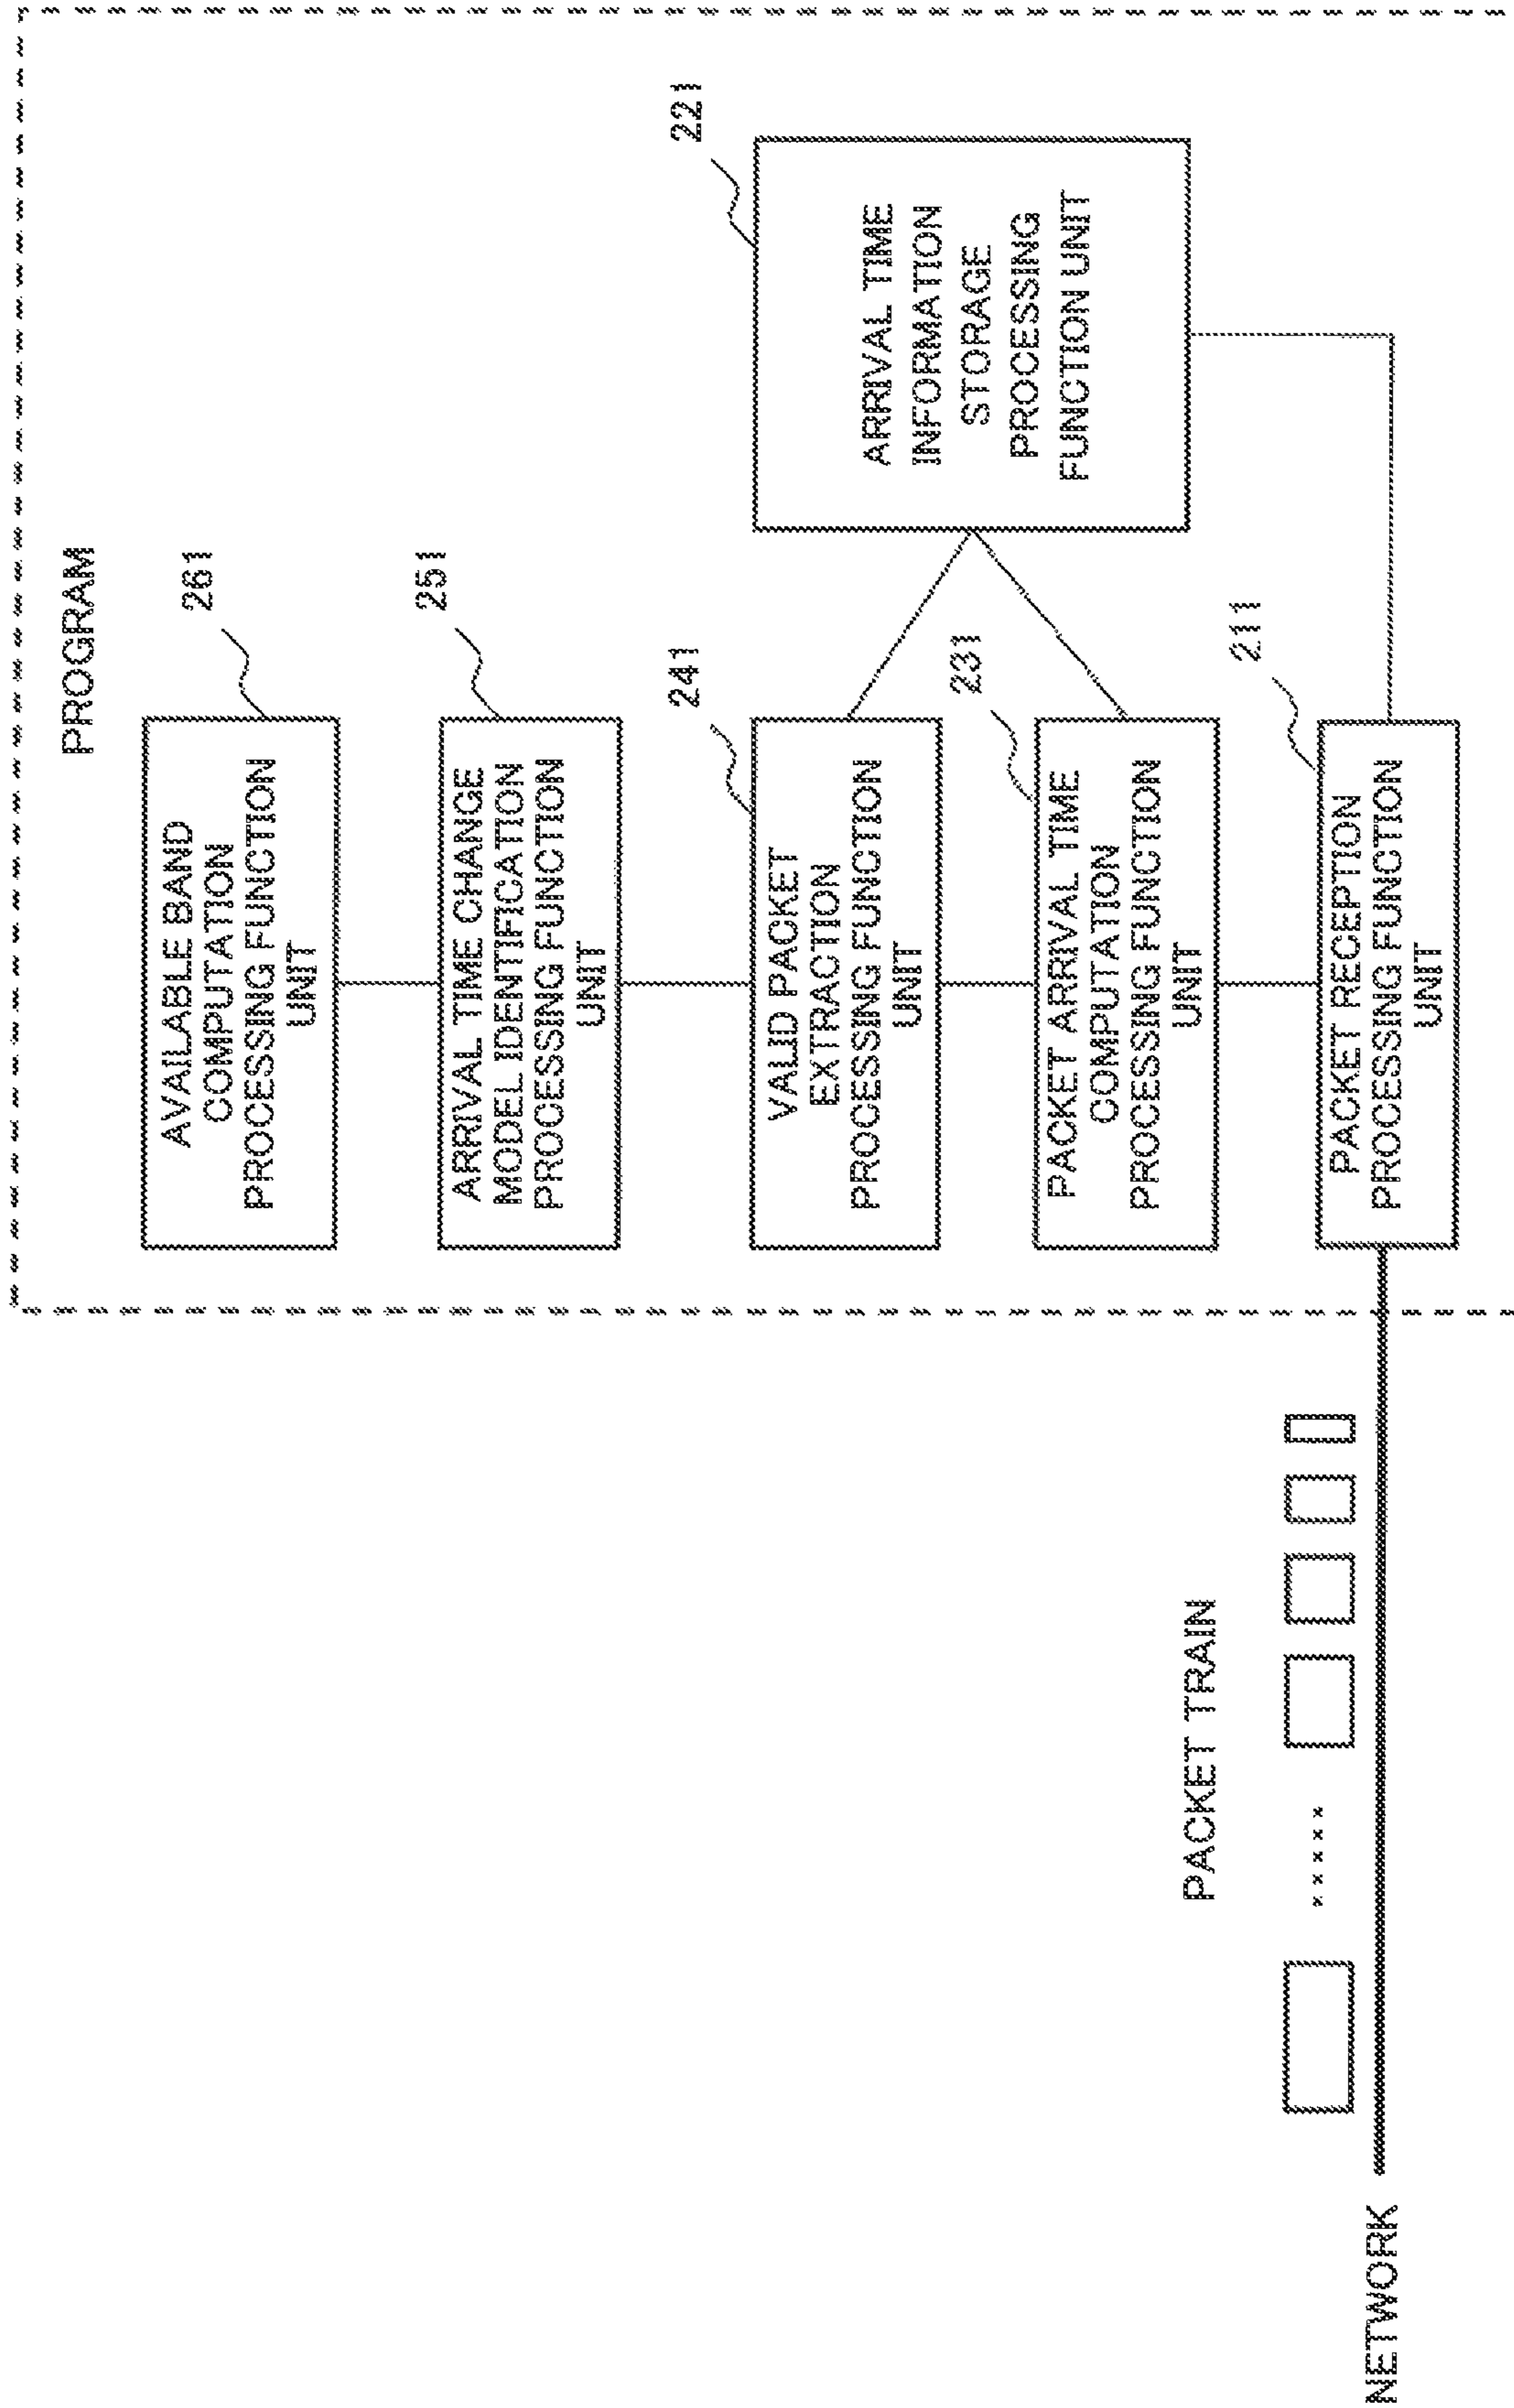 PROGRAM
261
AVAILABLE BAND
COMPUTATION
PROCESSING FUNCTION
UNIT
251
ARRIVAL TIME CHANGE
MODEL IDENTIFICATION
PROCESSING FUNCTION
UNIT
241
VALID PACKET
EXTRACTION
PROCESSING FUNCTION
UNIT
221
ARRIVAL TIME
INFORMATION
STORAGE
PROCESSING
FUNCTION UNIT
231
PACKET ARRIVAL TIME
COMPUTATION
PROCESSING FUNCTION
UNIT
211
PACKET RECEPTION
PROCESSING FUNCTION
UNIT
PACKET TRAIN
NETWORK